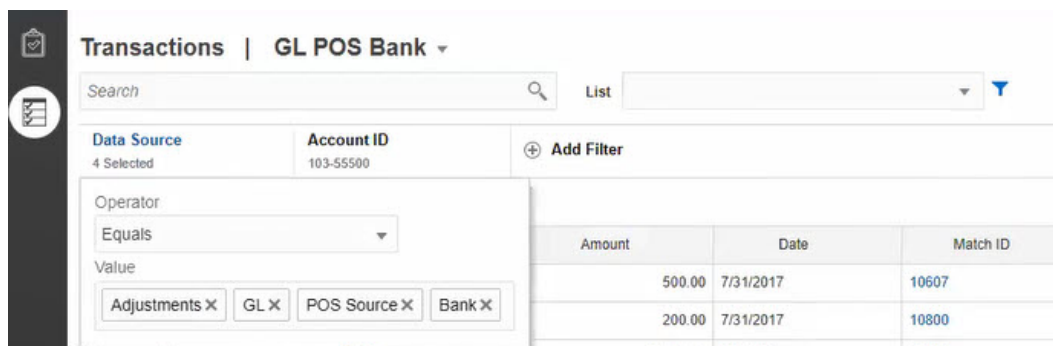 Transactions | GL POS Bank
Search List
Data Source Account ID Add Filter
4 Selected 103-55500
Operator
Equals
Value
Adjustments GL POS Source Bank
Amount Date Match ID
500.00 7/31/2017 10607
200.00 7/31/2017 10800